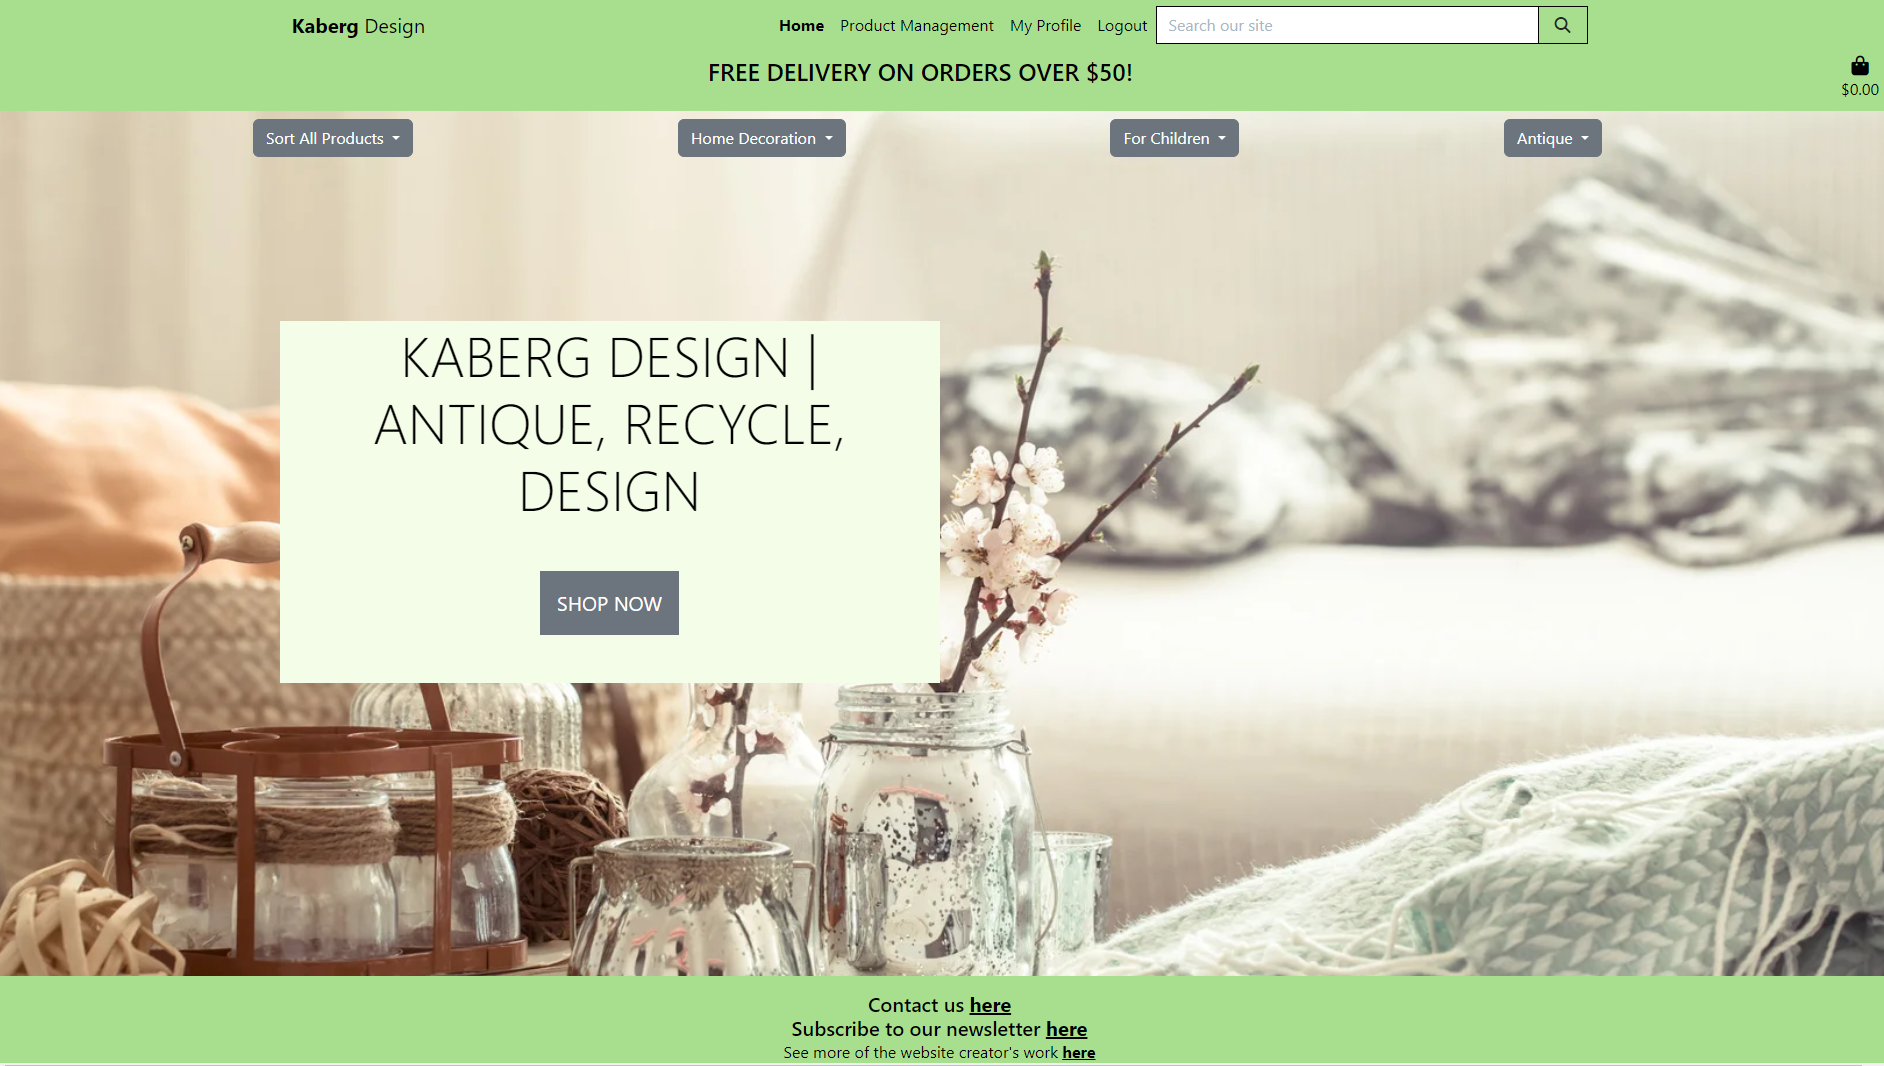 Kaberg Design
Home Product Management My Profile Logout Search our site
FREE DELIVERY ON ORDERS OVER $50!
$0.00
Sort All Products Home Decoration For Children Antique
KABERG DESIGN |
ANTIQUE, RECYCLE,
DESIGN
SHOP NOW
Contact us here
Subscribe to our newsletter here
See more of the website creator's work here